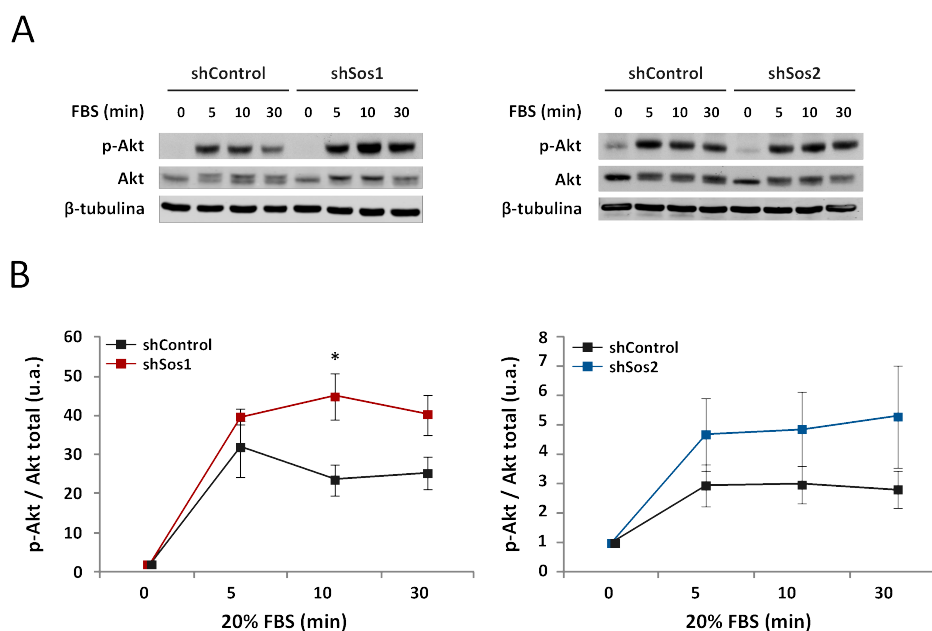 A
shControl shSos1
FBS (min) 0 5 10 30 0 5 10 30
p-Akt
Akt
β-tubulina
shControl shSos2
FBS (min) 0 5 10 30 0 5 10 30
p-Akt
Akt
β-tubulina
B
p-Akt / Akt total (u.a.)
60
50
40
30
20
10
0
shControl
shSos1
*
0 5 10 30
20% FBS (min)
p-Akt / Akt total (u.a.)
8
7
6
5
4
3
2
1
0
shControl
shSos2
0 5 10 30
20% FBS (min)